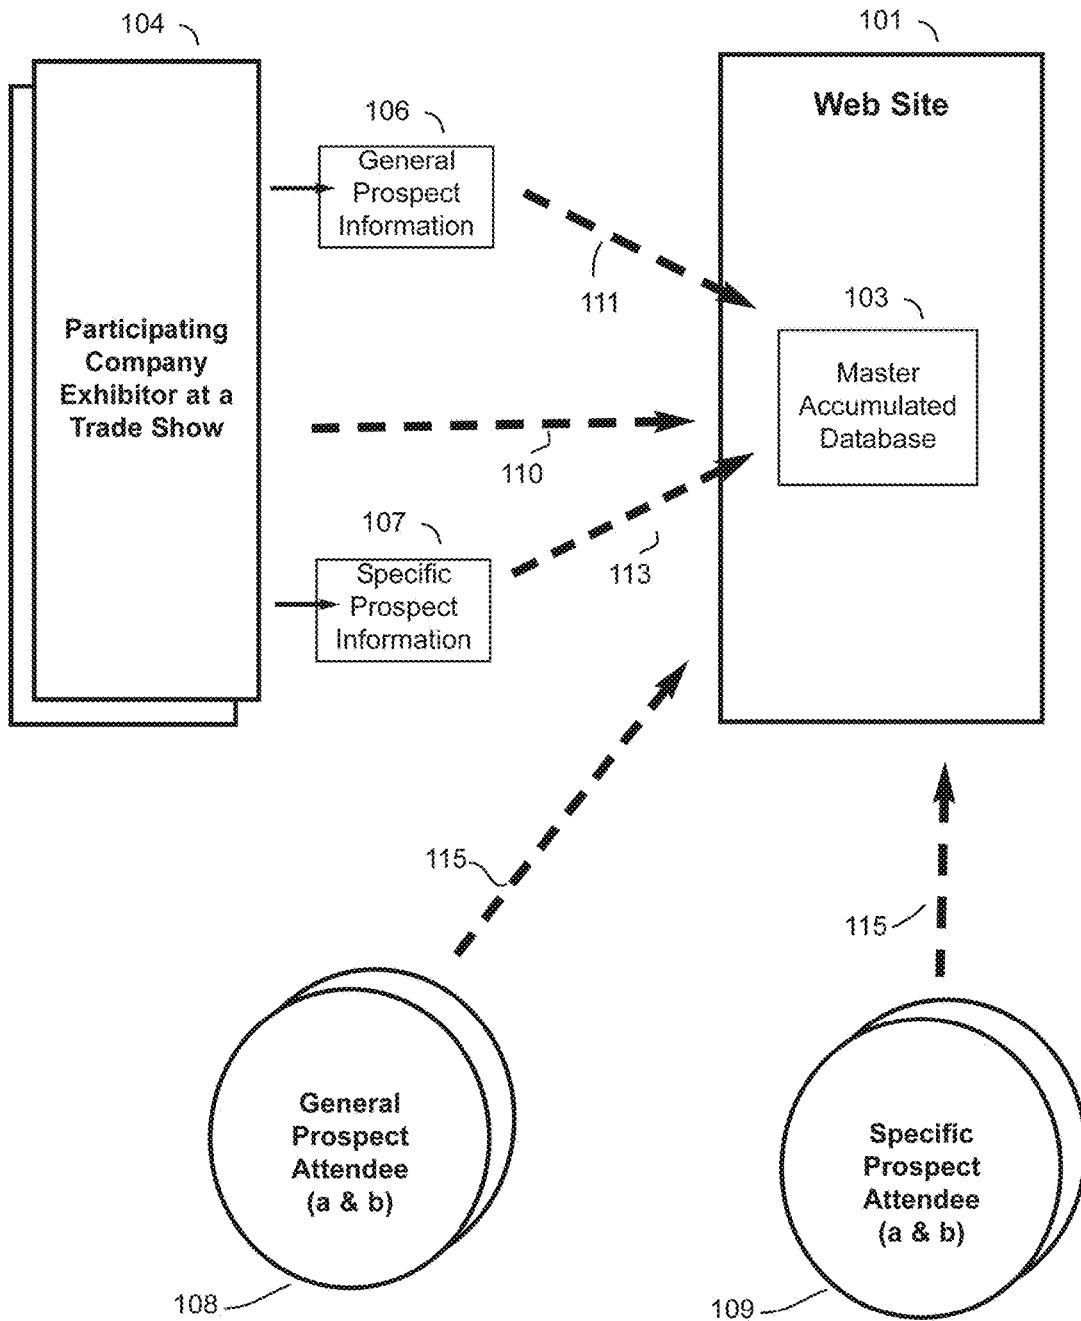 104
101
Web Site
106
General
Prospect
Information
111
103
Master
Accumulated
Database
Participating
Company
Exhibitor at a
Trade Show
110
107
Specific
Prospect
Information
113
115
115
General
Prospect
Attendee
(a & b)
Specific
Prospect
Attendee
(a & b)
108
109